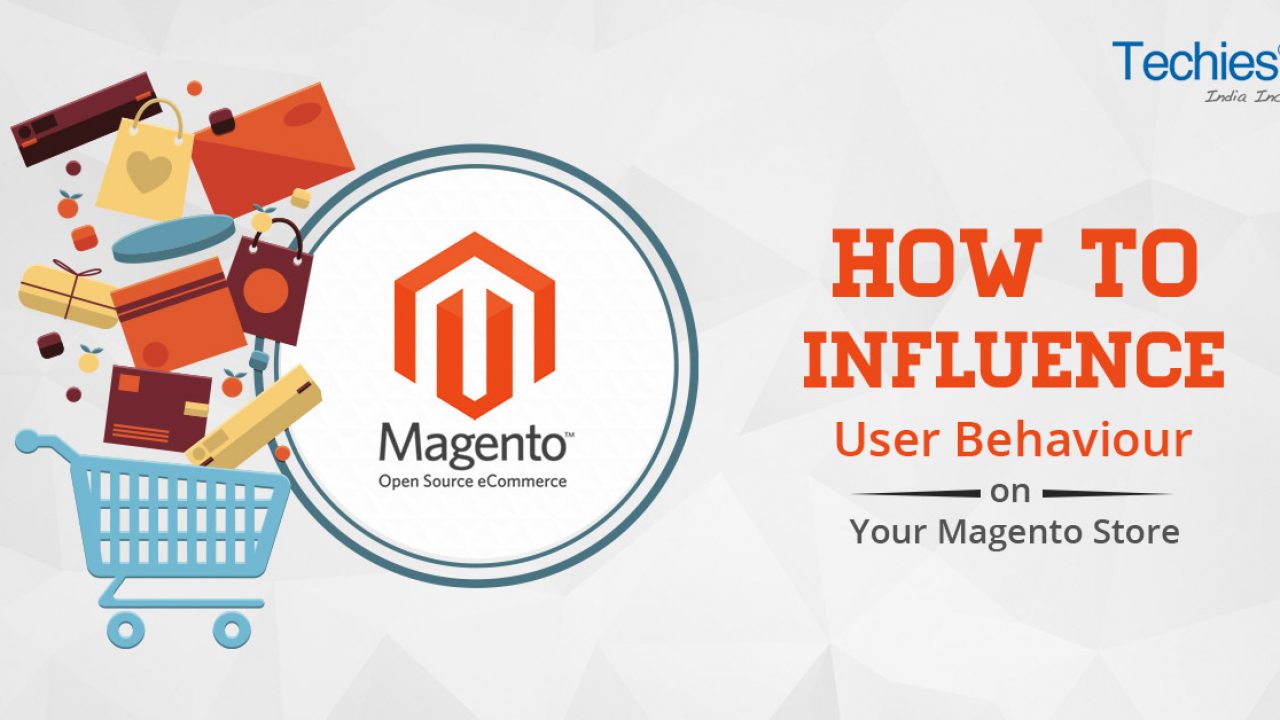 Techies
India Inc
HOW TO
INFLUENCE
User Behaviour
on
Your Magento Store
Magento™
Open Source eCommerce